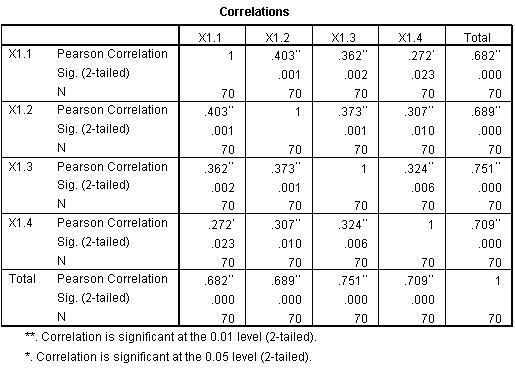 Correlations
X1.1 X1.2 X1.3 X1.4 Total
X1.1 Pearson Correlation 1 .403** .362** .272* .682**
Sig. (2-tailed) .001 .002 .023 .000
N 70 70 70 70 70
X1.2 Pearson Correlation .403** 1 .373** .307** .689**
Sig. (2-tailed) .001 .001 .010 .000
N 70 70 70 70 70
X1.3 Pearson Correlation .362** .373** 1 .324** .751**
Sig. (2-tailed) .002 .001 .006 .000
N 70 70 70 70 70
X1.4 Pearson Correlation .272* .307** .324** 1 .709**
Sig. (2-tailed) .023 .010 .006 .000
N 70 70 70 70 70
Total Pearson Correlation .682** .689** .751** .709** 1
Sig. (2-tailed) .000 .000 .000 .000
N 70 70 70 70 70
**. Correlation is significant at the 0.01 level (2-tailed).
*. Correlation is significant at the 0.05 level (2-tailed).